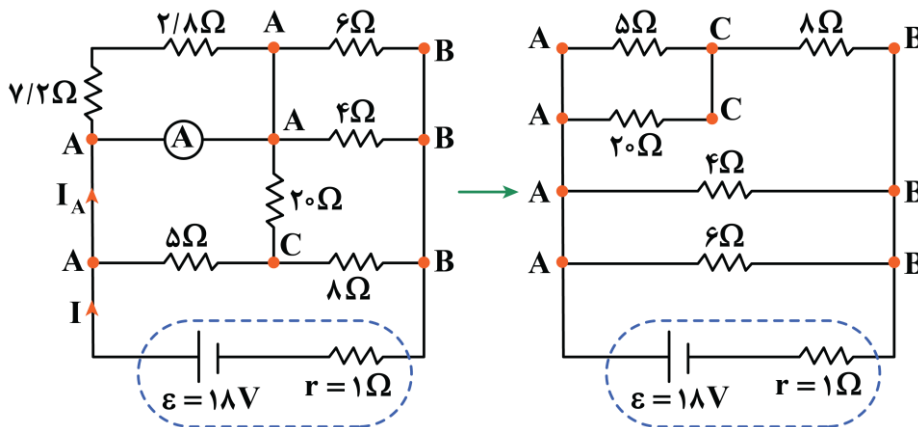 ۲/۸Ω A ۶Ω B
۷/۲Ω
A A A ۴Ω B
I_A
۲۰Ω
A ۵Ω C ۸Ω B
I
ε = ۱۸V r = ۱Ω
A ۵Ω C ۸Ω B
A ۲۰Ω C
A ۴Ω B
A ۶Ω B
ε = ۱۸V r = ۱Ω